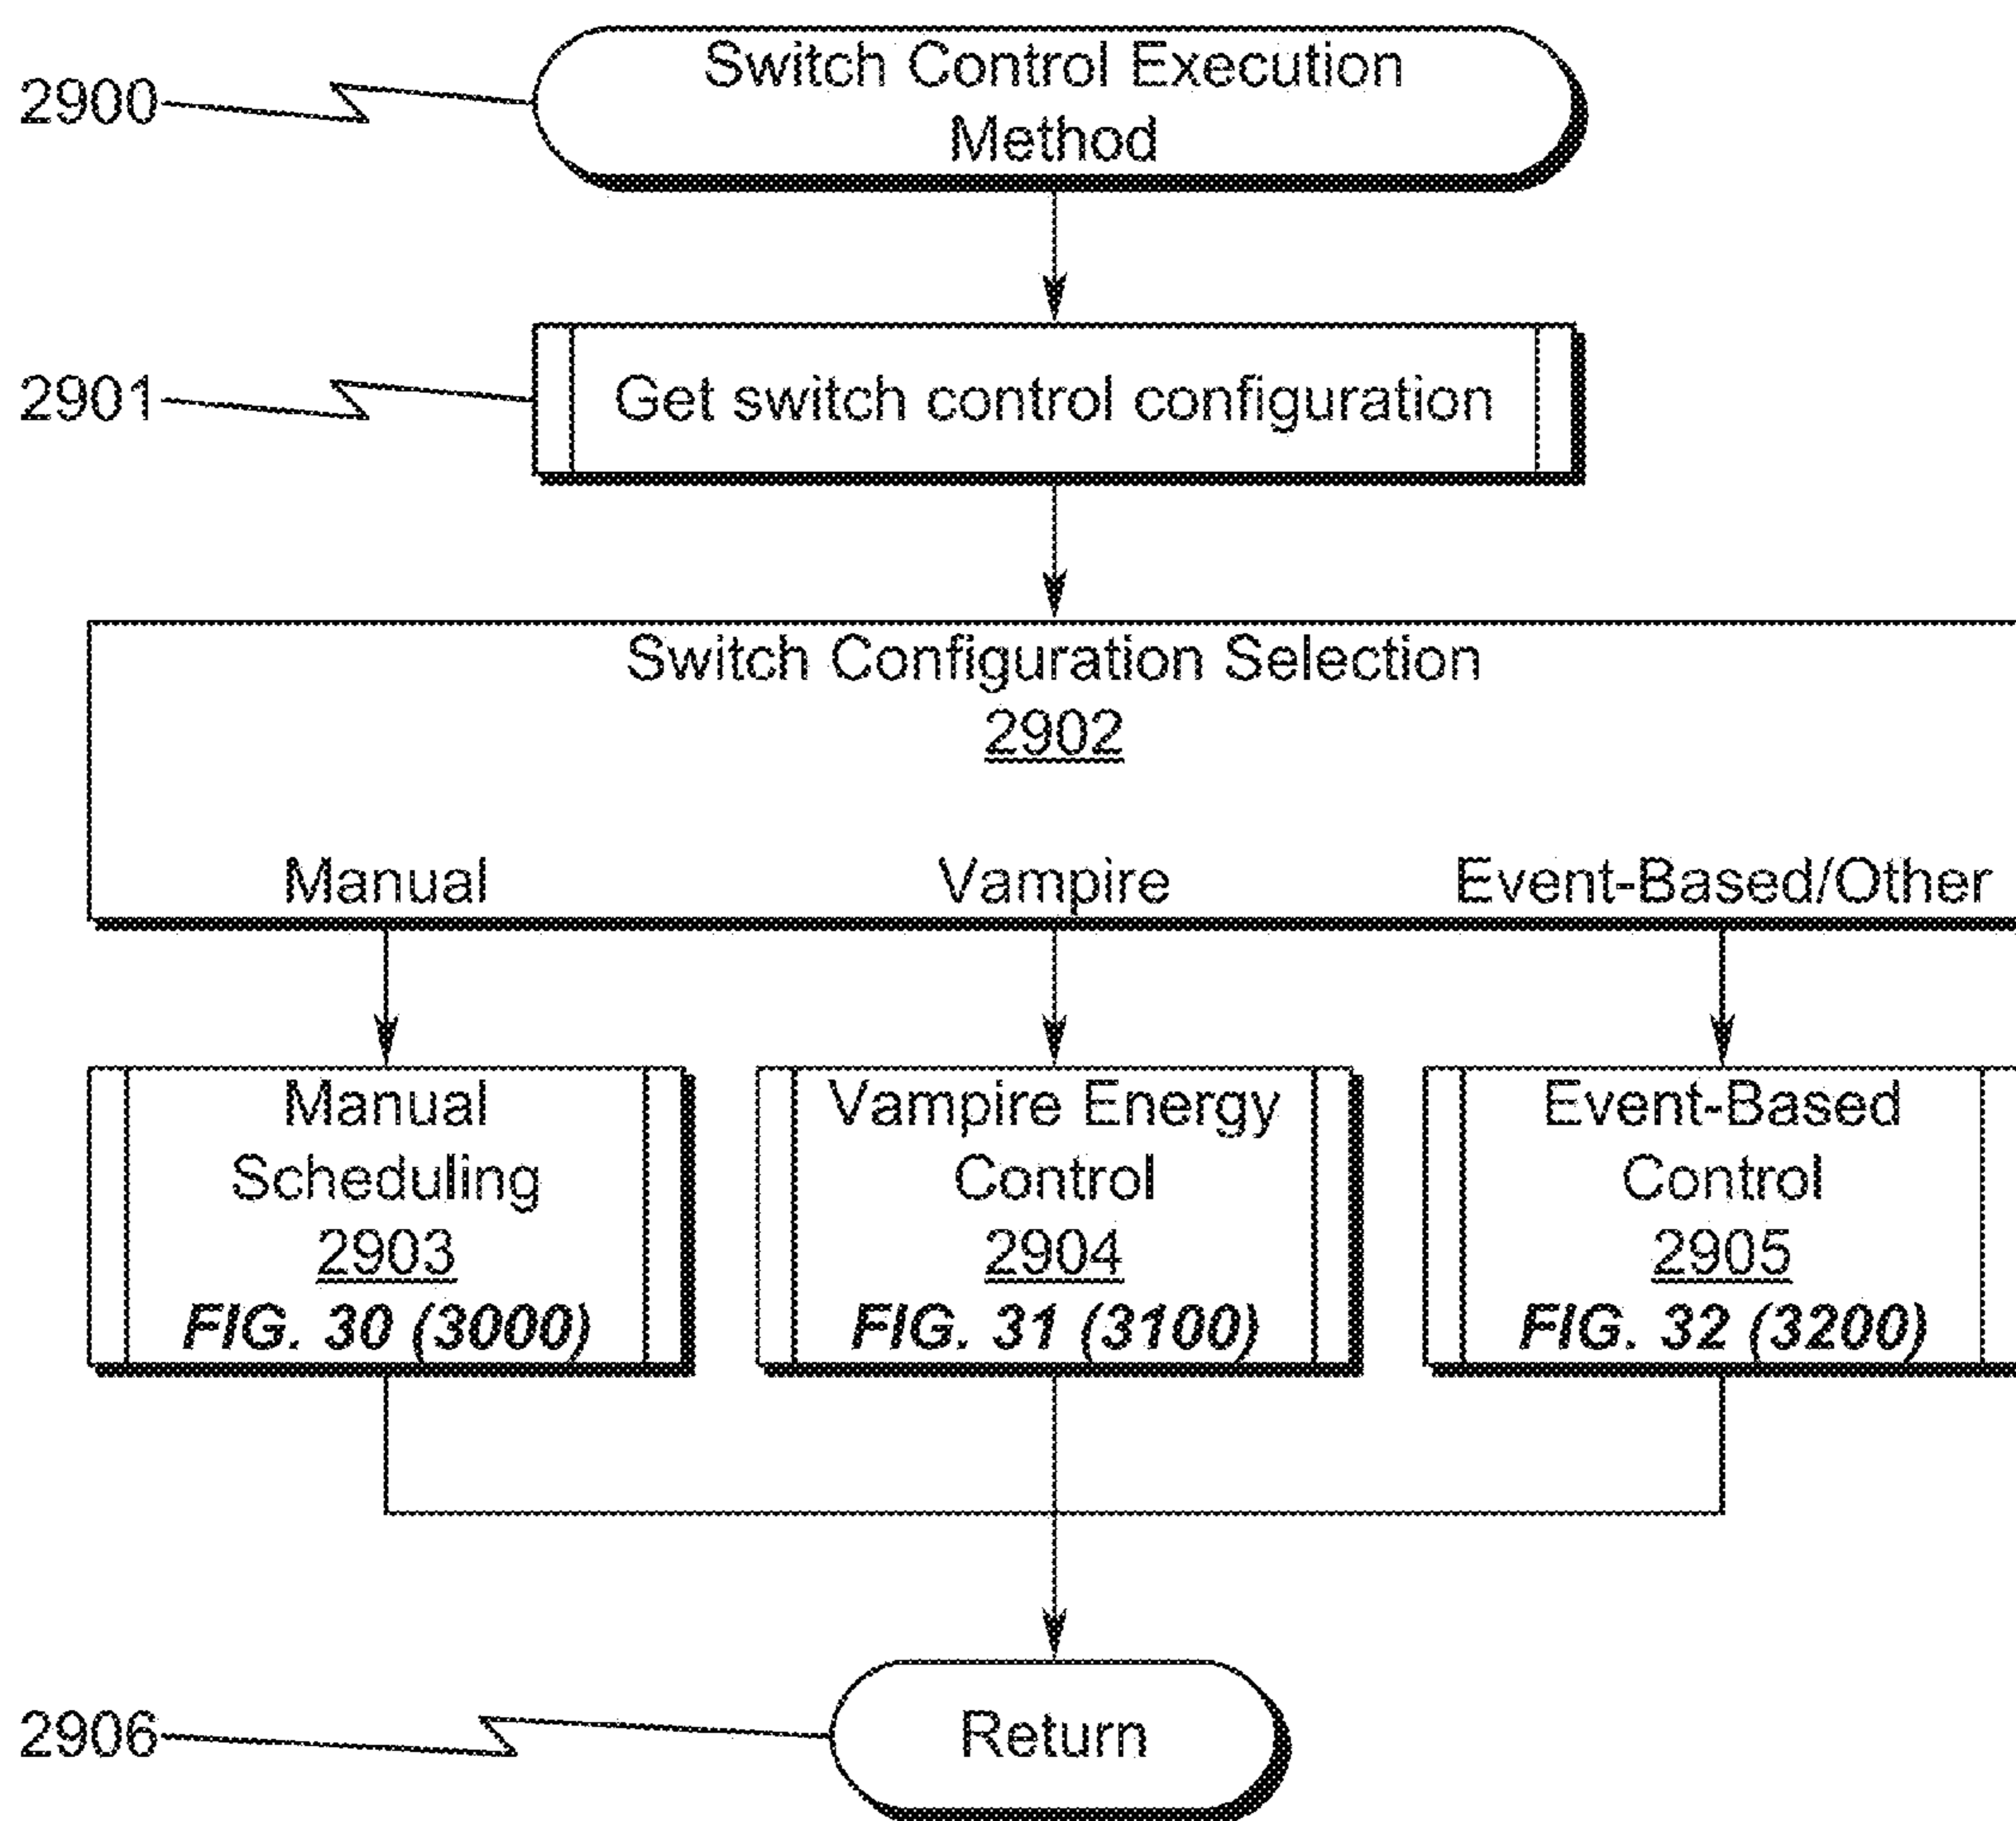 2900
Switch Control Execution
Method
2901
Get switch control configuration
Switch Configuration Selection
2902
Manual
Vampire
Event-Based/Other
Manual
Scheduling
2903
FIG. 30 (3000)
Vampire Energy
Control
2904
FIG. 31 (3100)
Event-Based
Control
2905
FIG. 32 (3200)
2906
Return